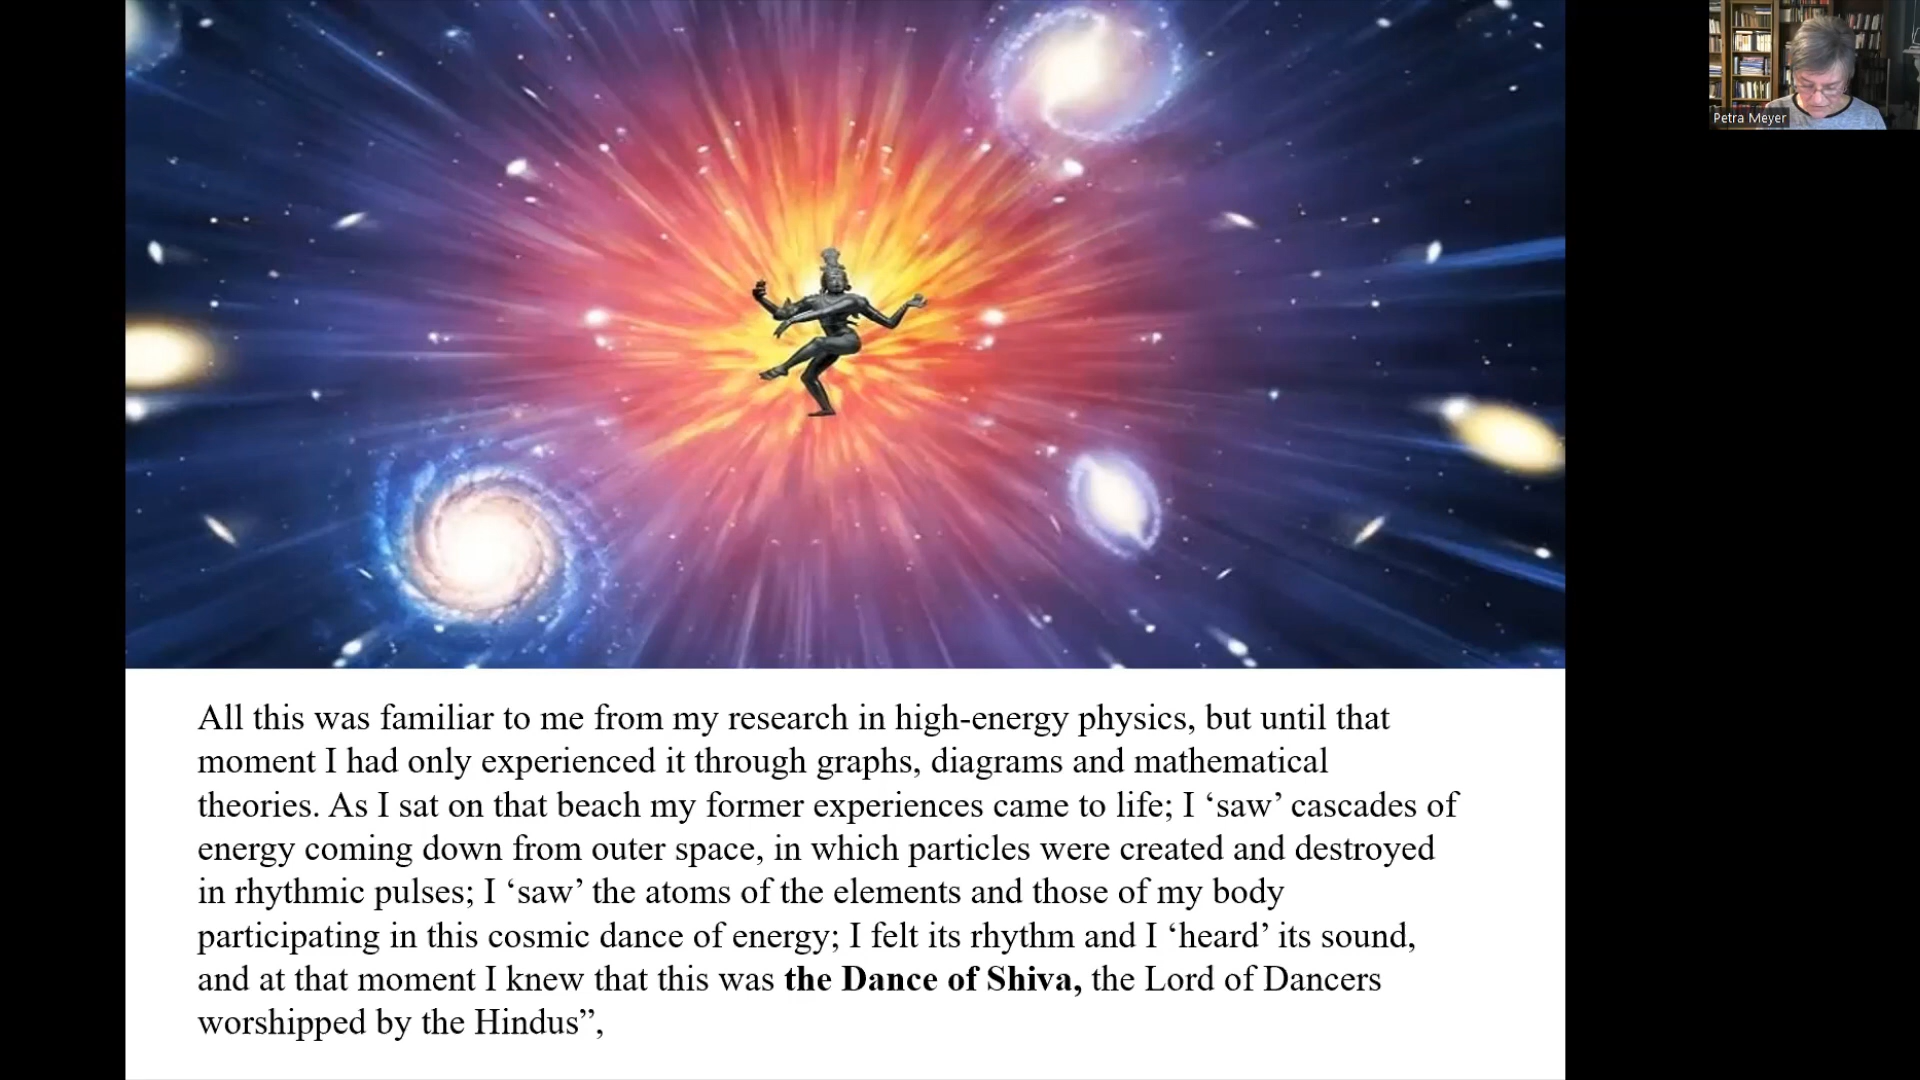 Petra Meyer
All this was familiar to me from my research in high-energy physics, but until that
moment I had only experienced it through graphs, diagrams and mathematical
theories. As I sat on that beach my former experiences came to life; I ‘saw’ cascades of
energy coming down from outer space, in which particles were created and destroyed
in rhythmic pulses; I ‘saw’ the atoms of the elements and those of my body
participating in this cosmic dance of energy; I felt its rhythm and I ‘heard’ its sound,
and at that moment I knew that this was the Dance of Shiva, the Lord of Dancers
worshipped by the Hindus”,